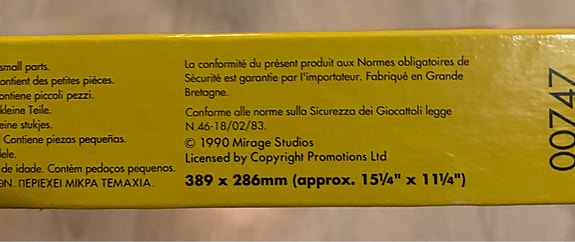 small parts.
contient des petites pièces.
ontiene piccoli pezzi.
kleine Teile.
eine stukjes.
Contiene piezas pequeñas.
lele.
de idade. Contém pedaços pequenos.
ΘΝ. ΠΕΡΙΕΧΕΙ ΜΙΚΡΑ ΤΕΜΑΧΙΑ.
La conformité du présent produit aux Normes obligatoires de
Sécurité est garantie par l'importateur. Fabriqué en Grande
Bretagne.
Conforme alle norme sulla Sicurezza dei Giocattoli legge
N.46-18/02/83.
© 1990 Mirage Studios
Licensed by Copyright Promotions Ltd
389 x 286mm (approx. 15¼" x 11¼")
00747